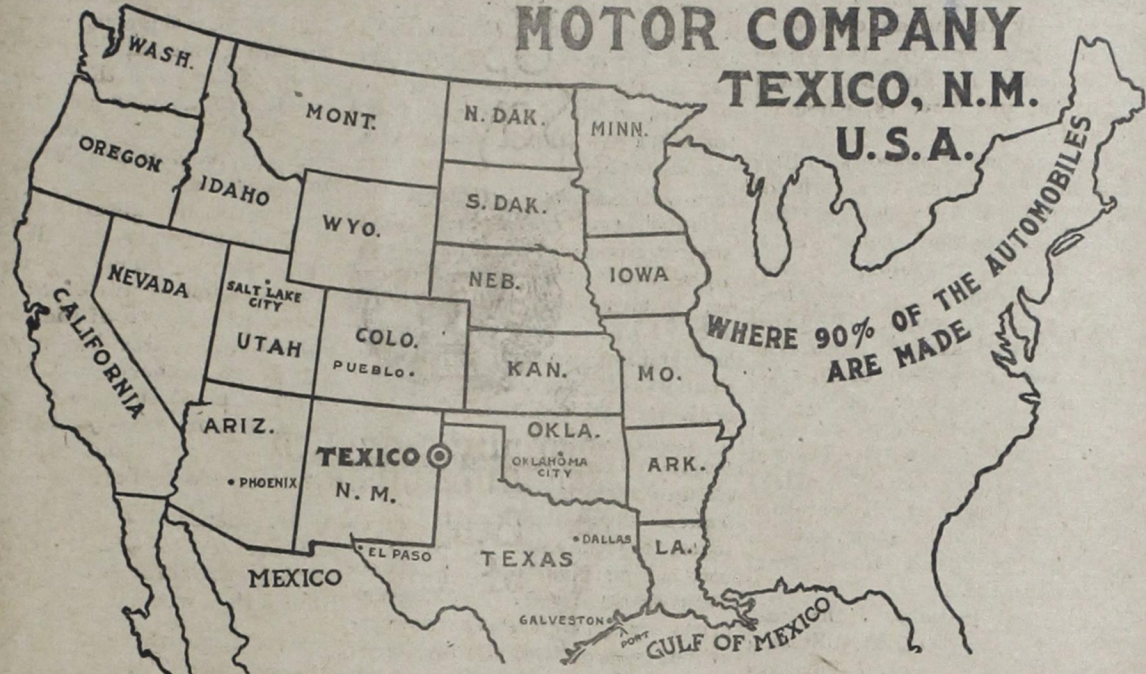 MOTOR COMPANY
TEXICO, N.M.
U.S.A.
WASH.
MONT.
N. DAK.
MINN.
OREGON
IDAHO
WYO.
S. DAK.
NEVADA
SALT LAKE
CITY
UTAH
NEB.
IOWA
CALIFORNIA
COLO.
PUEBLO
KAN.
MO.
WHERE 90% OF THE AUTOMOBILES
ARE MADE
ARIZ.
PHOENIX
TEXICO
N. M.
OKLA.
OKLAHOMA
CITY
ARK.
MEXICO
EL PASO
TEXAS
DALLAS
LA.
GALVESTON
A PORT
GULF OF MEXICO